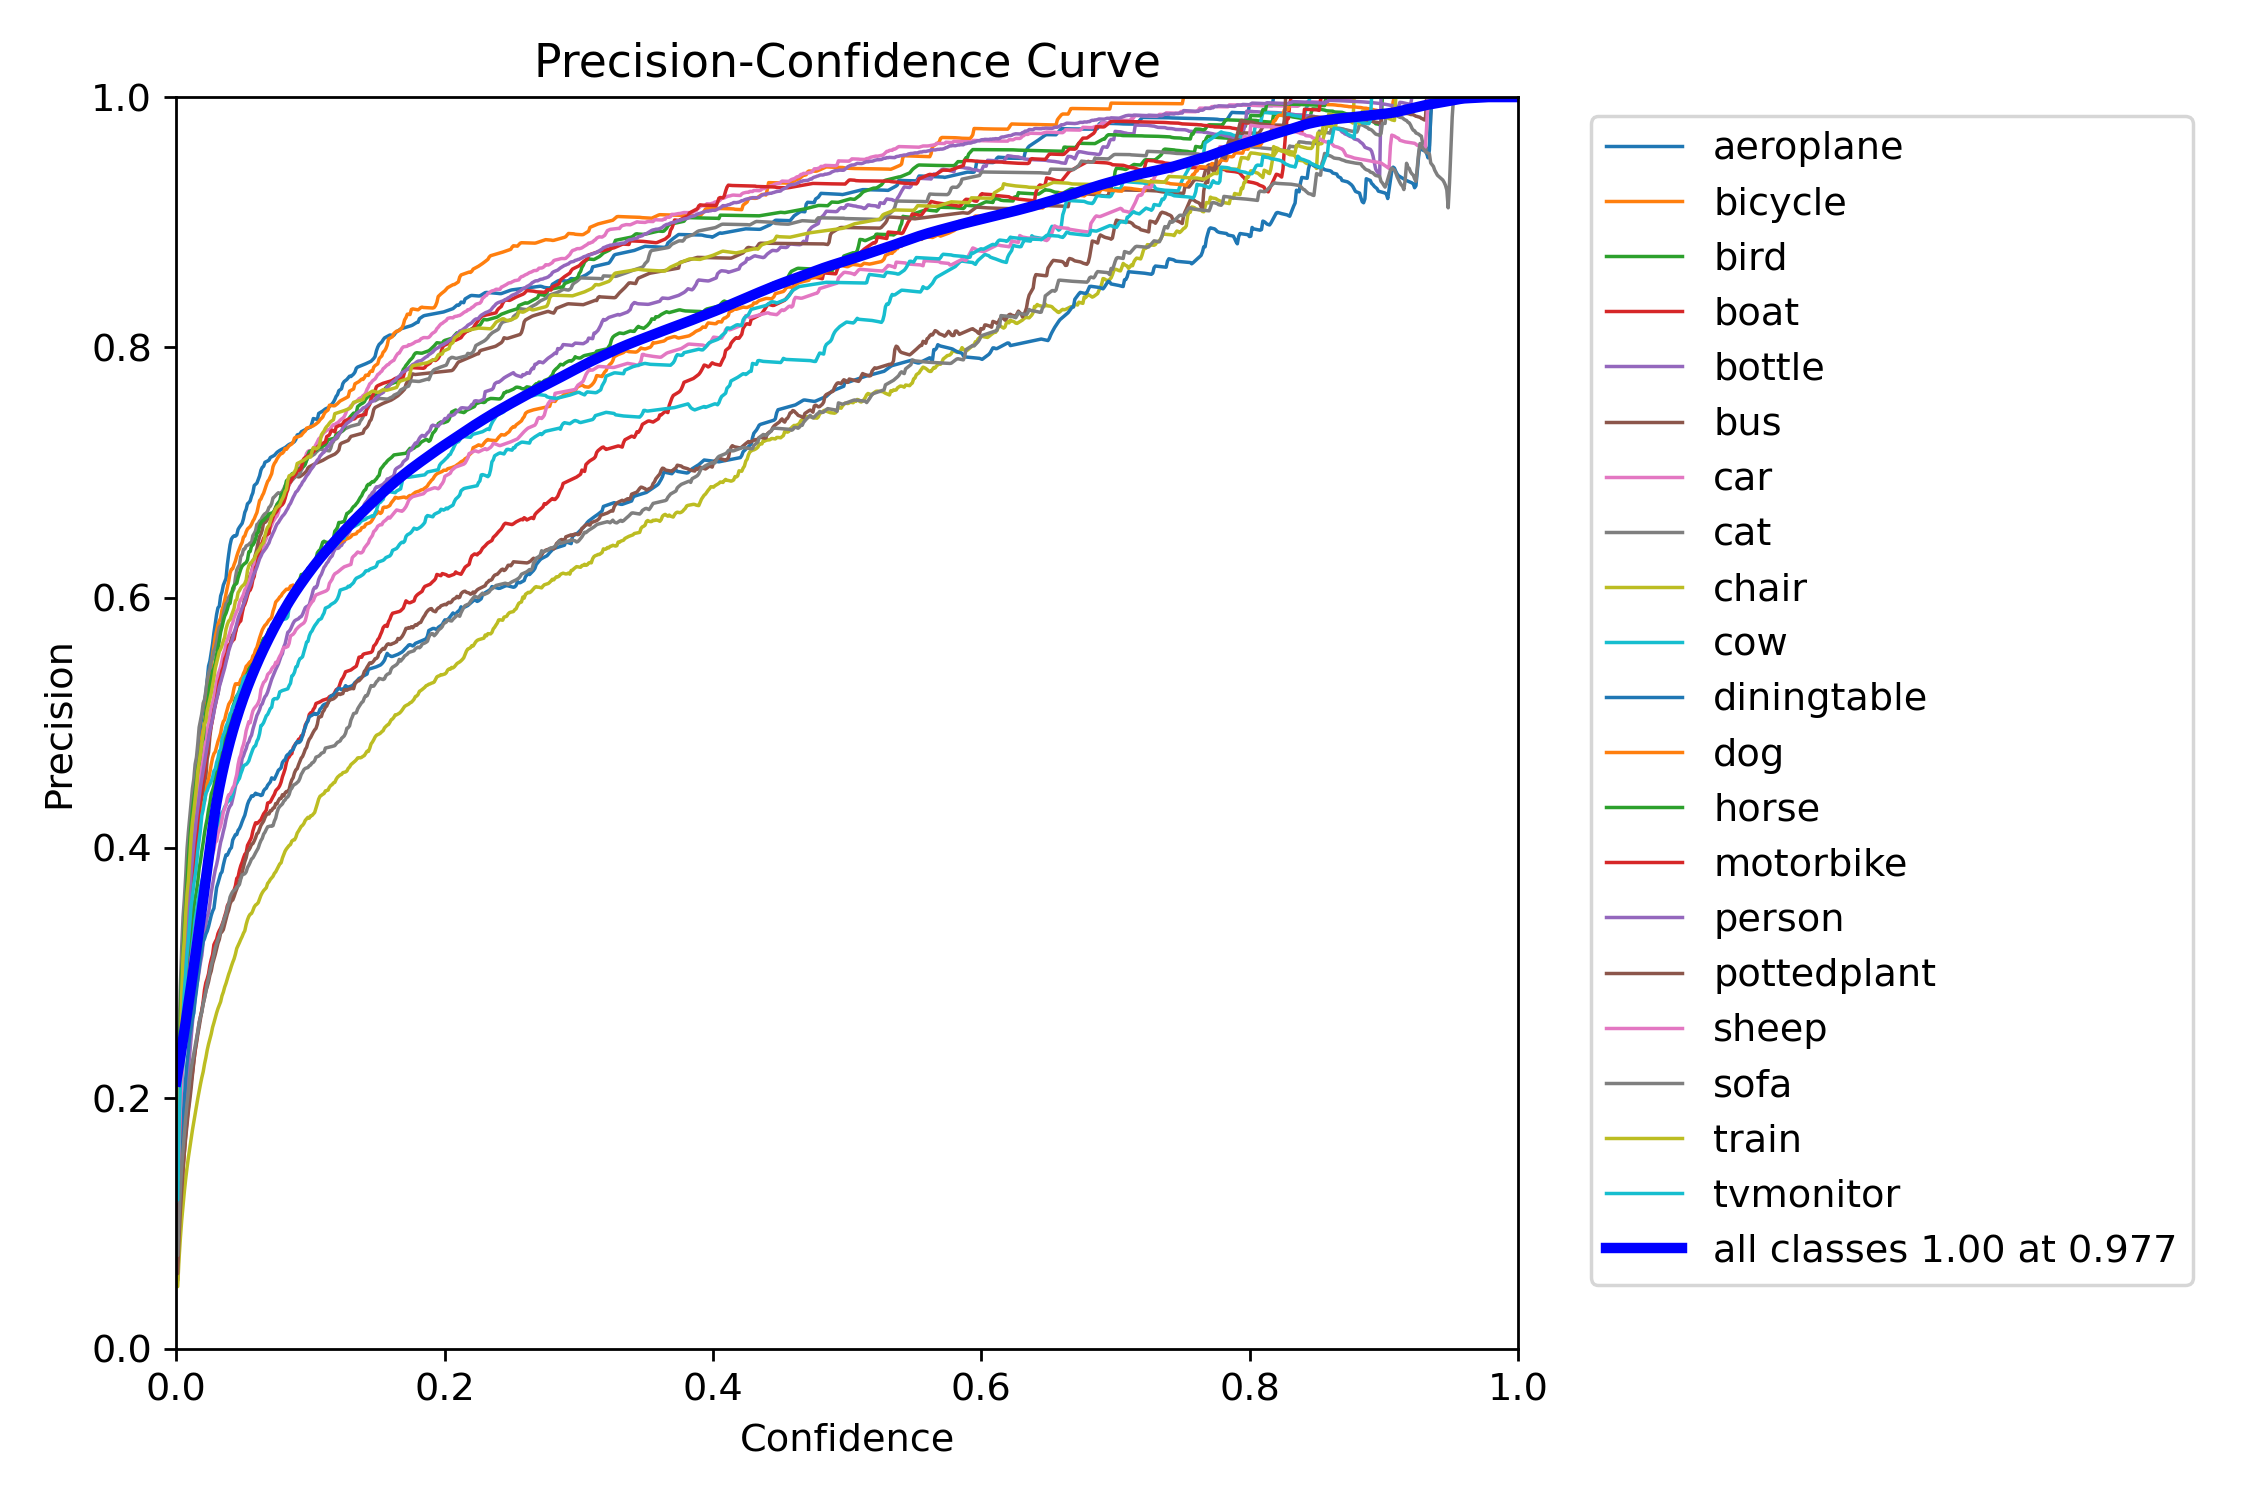 Precision-Confidence Curve
1.0
0.8
0.6
0.4
0.2
0.0
Precision
0.0 0.2 0.4 0.6 0.8 1.0
Confidence
aeroplane
bicycle
bird
boat
bottle
bus
car
cat
chair
cow
diningtable
dog
horse
motorbike
person
pottedplant
sheep
sofa
train
tvmonitor
all classes 1.00 at 0.977